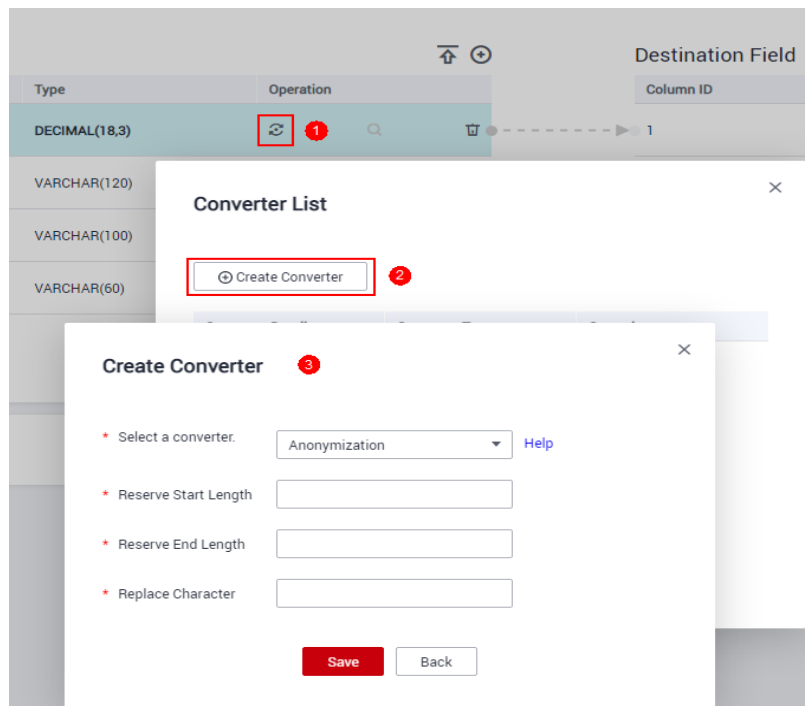 Destination Field
Type Operation Column ID
DECIMAL(18,3) 1 1
VARCHAR(120)
Converter List
VARCHAR(100)
Create Converter 2
VARCHAR(60)
Create Converter 3
* Select a converter. Anonymization Help
* Reserve Start Length
* Reserve End Length
* Replace Character
Save Back